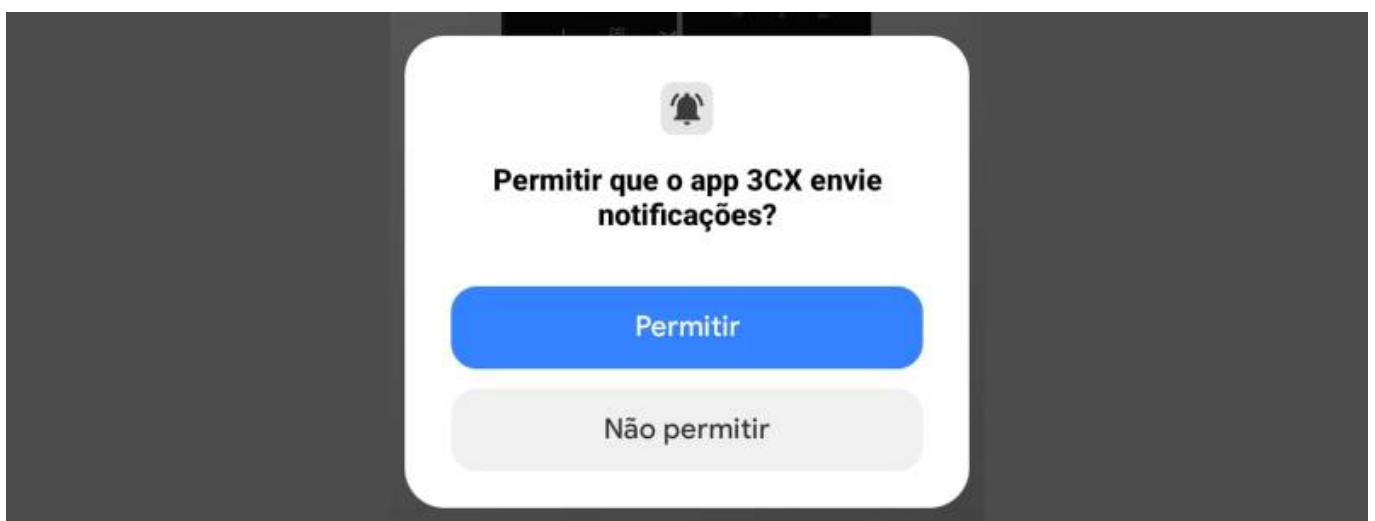 Permitir que o app 3CX envie
notificações?
Permitir
Não permitir